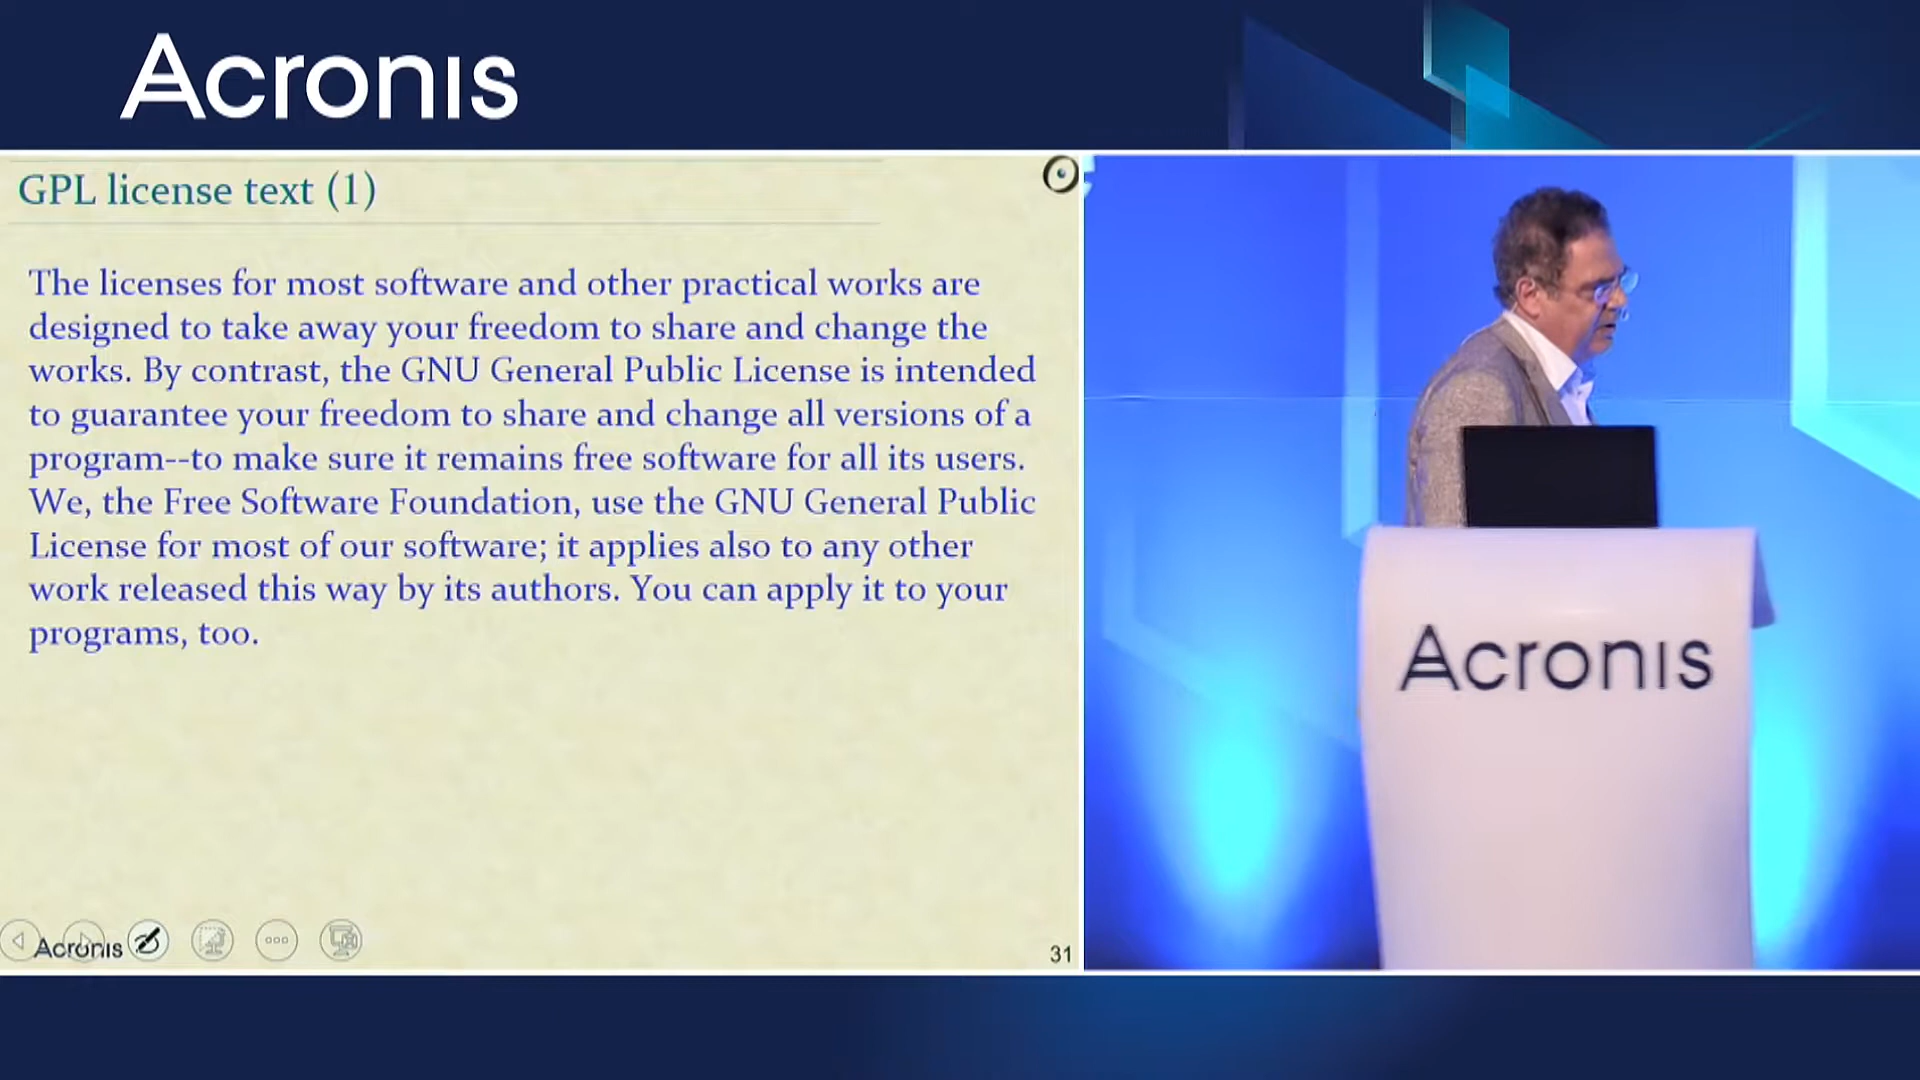 Acronis
GPL license text (1)
The licenses for most software and other practical works are
designed to take away your freedom to share and change the
works. By contrast, the GNU General Public License is intended
to guarantee your freedom to share and change all versions of a
program--to make sure it remains free software for all its users.
We, the Free Software Foundation, use the GNU General Public
License for most of our software; it applies also to any other
work released this way by its authors. You can apply it to your
programs, too.
Acronis
31
Acronis